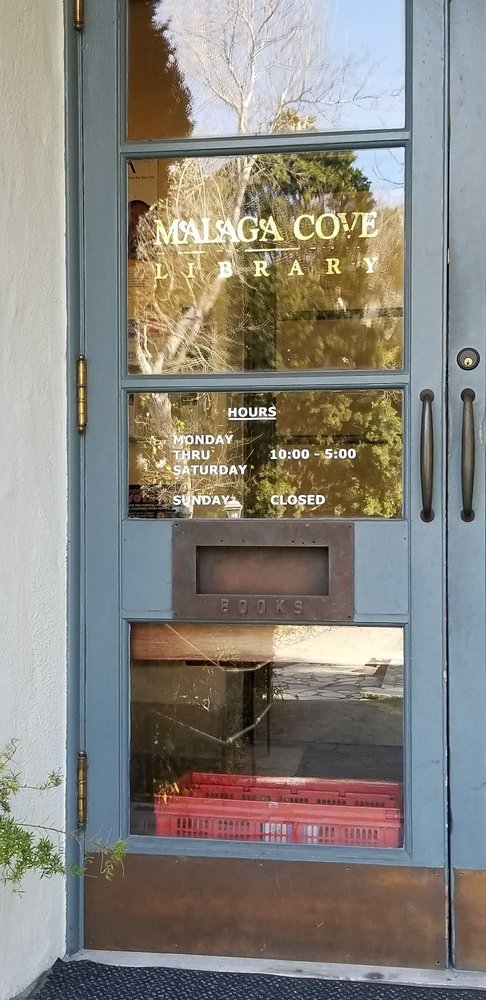 MALAGA COVE
LIBRARY
HOURS
MONDAY
THRU 10:00 - 5:00
SATURDAY
SUNDAY: CLOSED
BOOKS